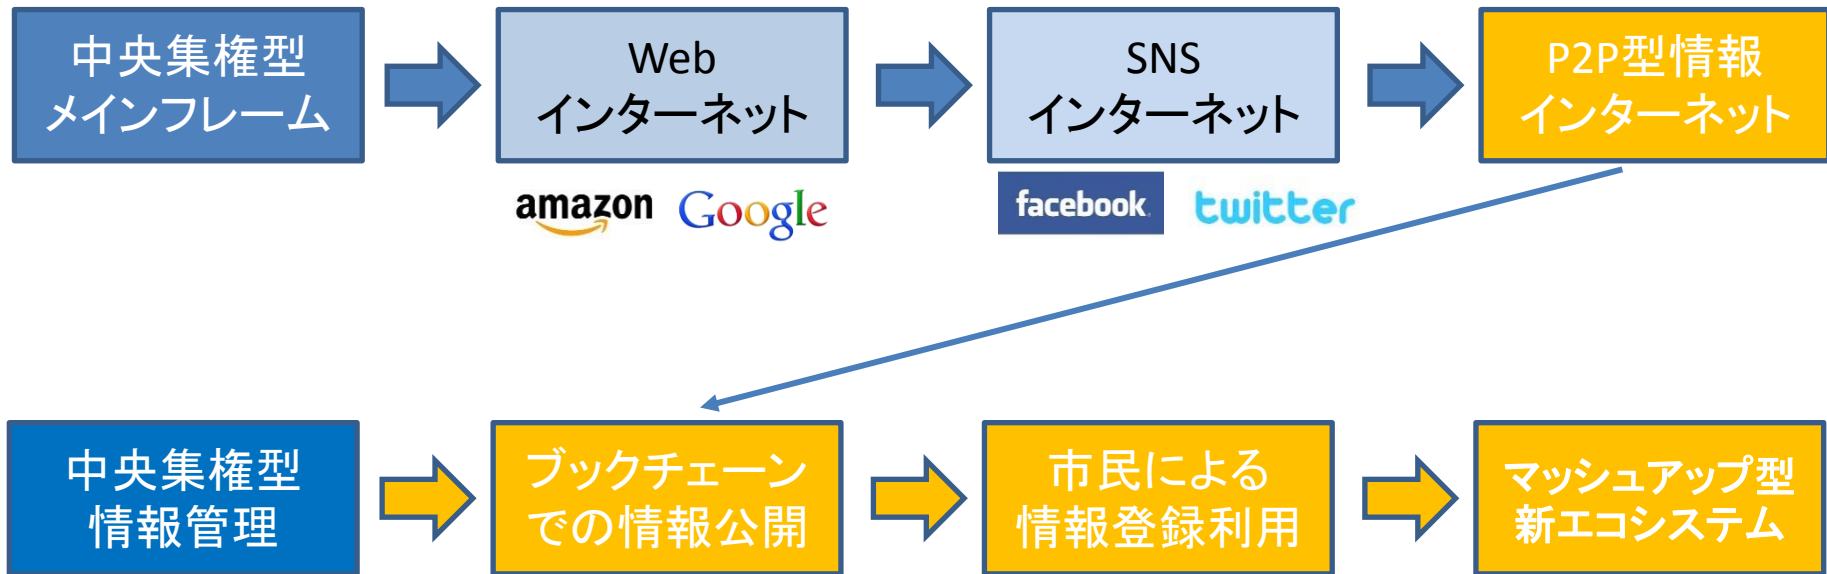 中央集権型
メインフレーム
Web
インターネット
SNS
インターネット
P2P型情報
インターネット
amazon
Google
facebook
twitter
中央集権型
情報管理
ブックチェーン
での情報公開
市民による
情報登録利用
マッシュアップ型
新エコシステム